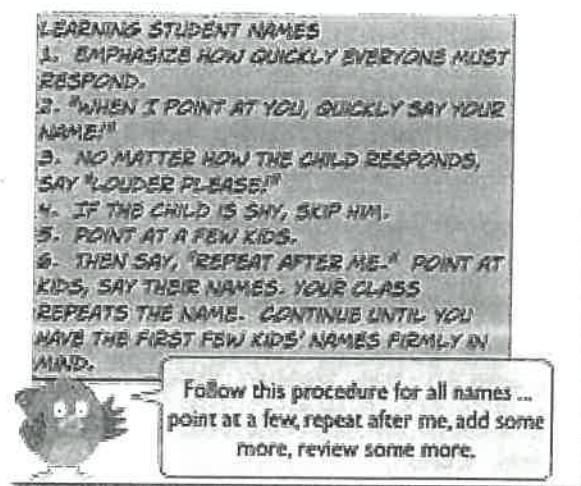 LEARNING STUDENT NAMES
1. EMPHASIZE HOW QUICKLY EVERYONE MUST
RESPOND.
2. "WHEN I POINT AT YOU, QUICKLY SAY YOUR
NAME!"
3. NO MATTER HOW THE CHILD RESPONDS,
SAY "LOUDER PLEASE!"
4. IF THE CHILD IS SHY, SKIP HIM.
5. POINT AT A FEW KIDS.
6. THEN SAY, "REPEAT AFTER ME." POINT AT
KIDS, SAY THEIR NAMES. YOUR CLASS
REPEATS THE NAME. CONTINUE UNTIL YOU
HAVE THE FIRST FEW KIDS' NAMES FIRMLY IN
MIND.
Follow this procedure for all names ...
point at a few, repeat after me, add some
more, review some more.